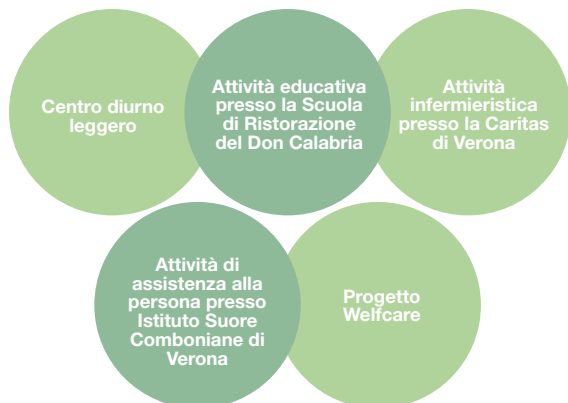 Centro diurno
leggero
Attività educativa
presso la Scuola
di Ristorazione
del Don Calabria
Attività
infermieristica
presso la Caritas
di Verona
Attività di
assistenza alla
persona presso
Istituto Suore
Comboniane di
Verona
Progetto
Welfcare